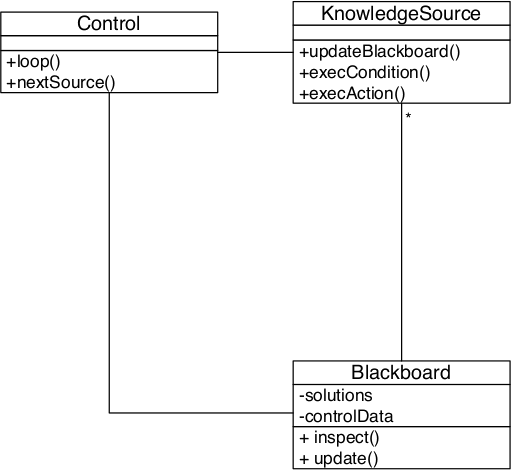 Control
+loop()
+nextSource()
KnowledgeSource
+updateBlackboard()
+execCondition()
+execAction()
*
Blackboard
-solutions
-controlData
+ inspect()
+ update()